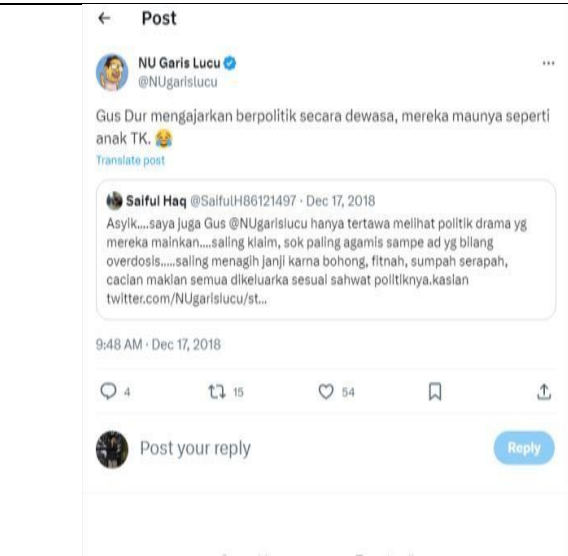 Post
NU Garis Lucu
@NUgarislucu
Gus Dur mengajarkan berpolitik secara dewasa, mereka maunya seperti
anak TK. 😂
Translate post
Saiful Haq @SaifulH86121497 · Dec 17, 2018
Asyik....saya juga Gus @NUgarislucu hanya tertawa melihat politik drama yg
mereka mainkan....saling klaim, sok paling agamis sampe ad yg bilang
overdosis.....saling menagih janji karna bohong, fitnah, sumpah serapah,
cacian makian semua dikeluarka sesuai sahwat politiknya.kasian
twitter.com/NUgarislucu/st...
9:48 AM · Dec 17, 2018
4 15 54
Post your reply
Reply